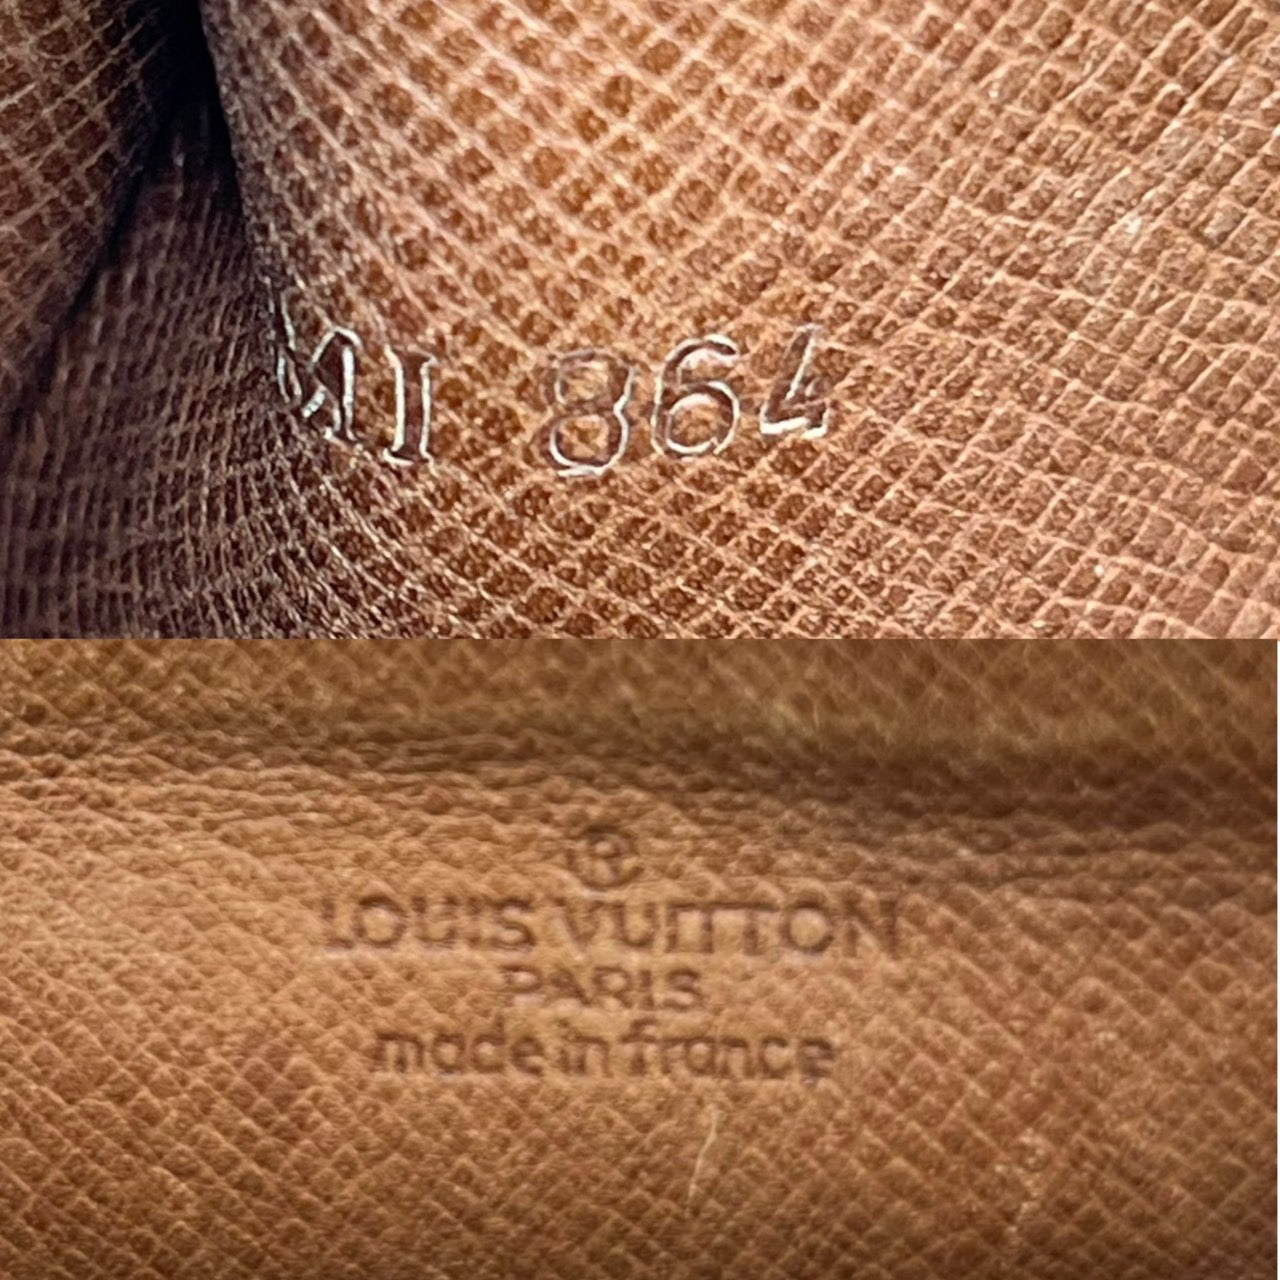 MI 864
®
LOUIS VUITTON
PARIS
made in france